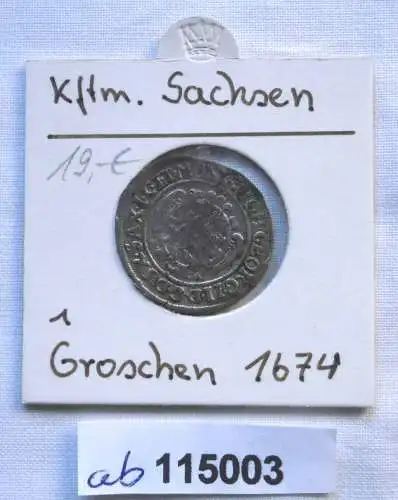 Kftm. Sachsen
19,-€
1
Groschen 1674
ab 115003